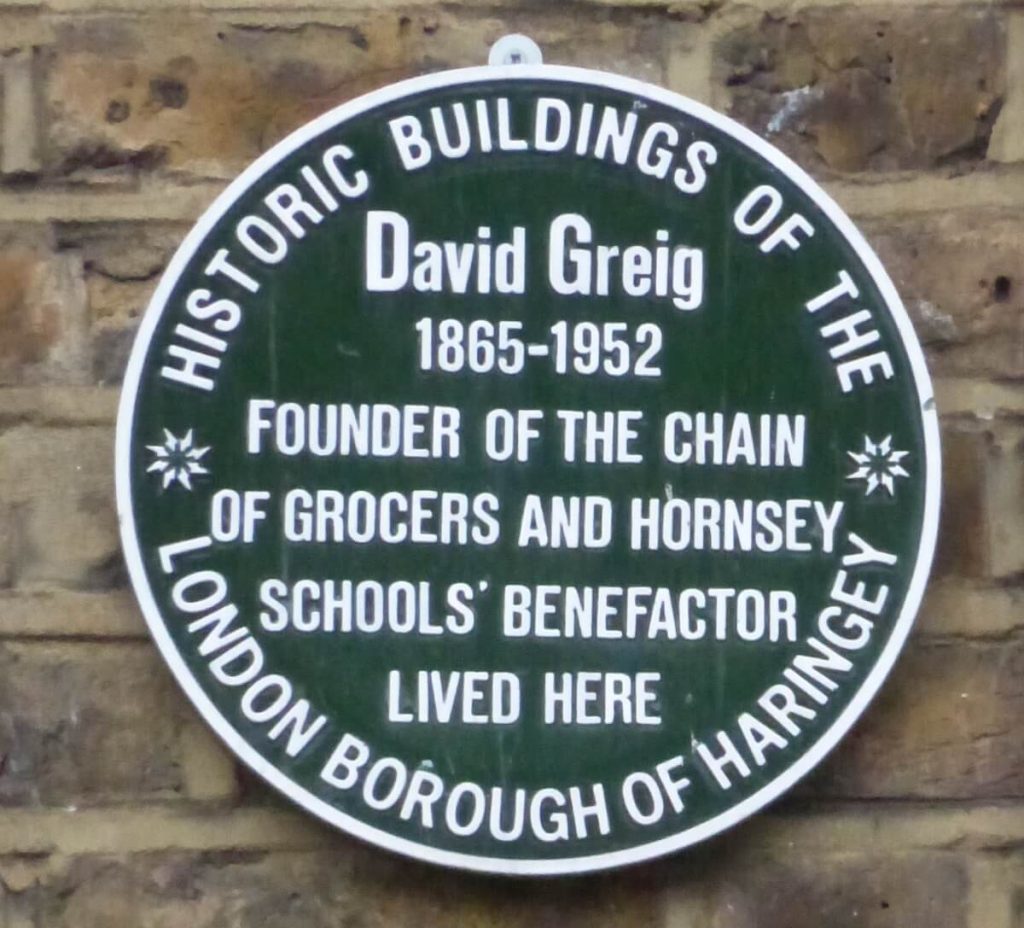 HISTORIC BUILDINGS OF THE
David Greig
1865-1952
FOUNDER OF THE CHAIN
OF GROCERS AND HORNSEY
SCHOOLS' BENEFACTOR
LIVED HERE
LONDON BOROUGH OF HARINGEY